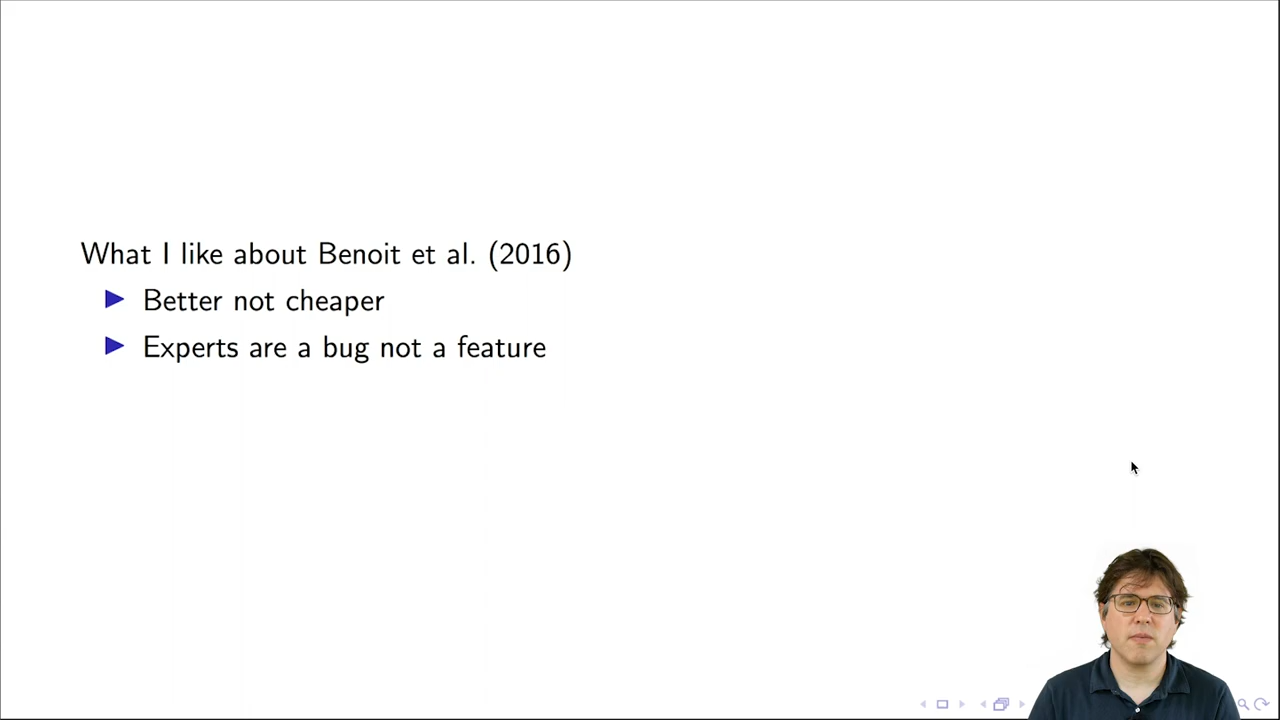 What I like about Benoit et al. (2016)
Better not cheaper
Experts are a bug not a feature